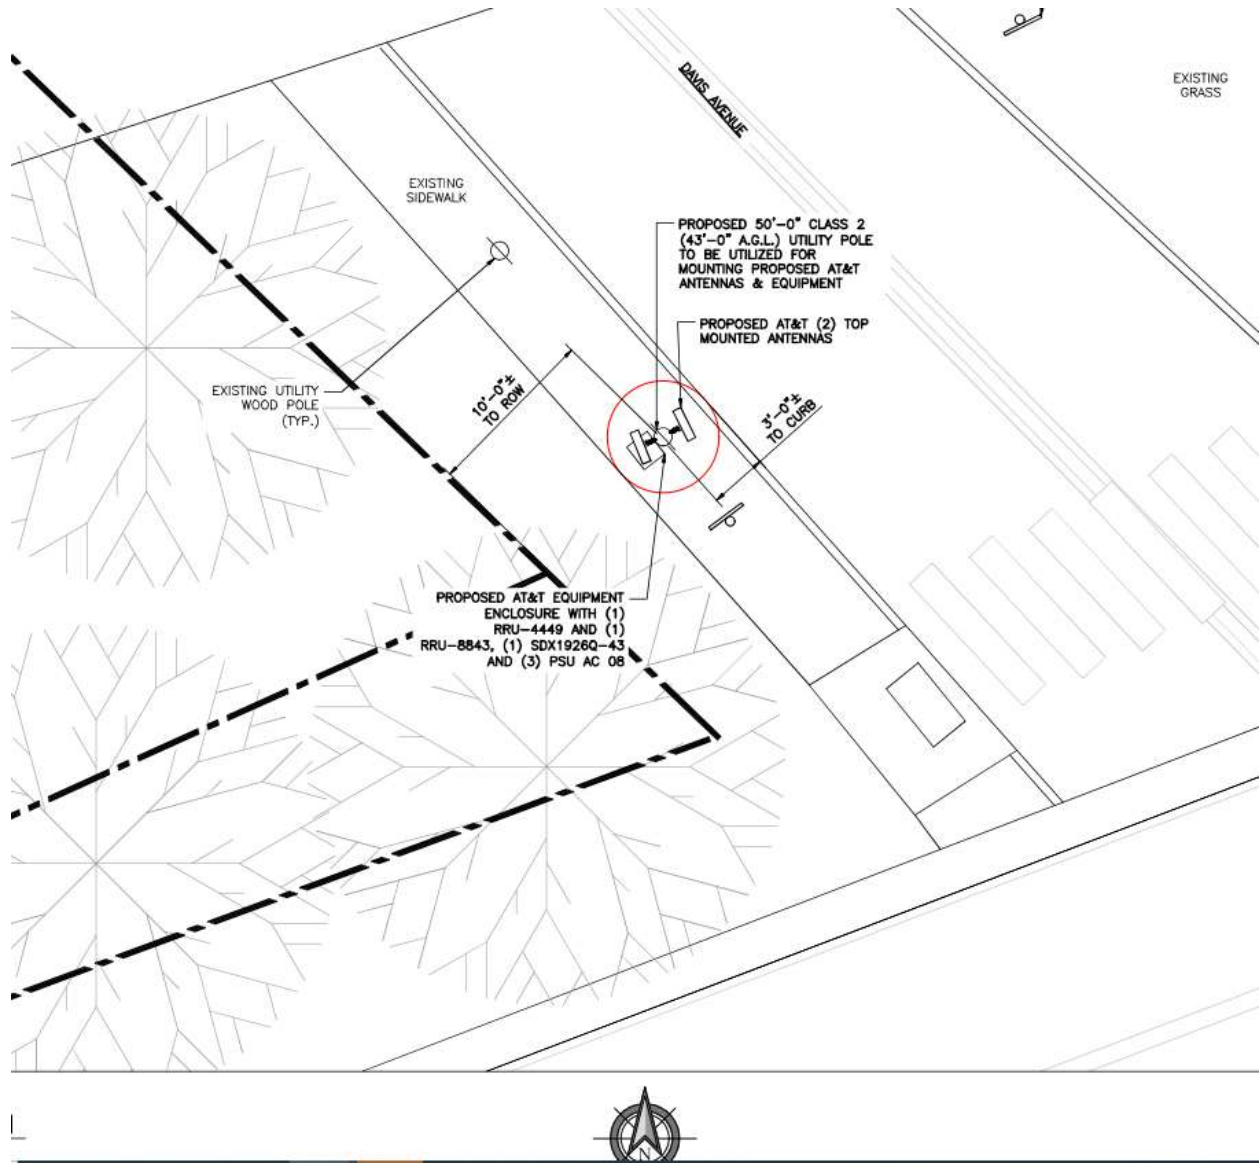 DAVIS AVENUE
EXISTING
GRASS
EXISTING
SIDEWALK
PROPOSED 50'-0" CLASS 2
(43'-0" A.G.L.) UTILITY POLE
TO BE UTILIZED FOR
MOUNTING PROPOSED AT&T
ANTENNAS & EQUIPMENT
PROPOSED AT&T (2) TOP
MOUNTED ANTENNAS
EXISTING UTILITY
WOOD POLE
(TYP.)
10'-0"±
TO ROW
3'-0"±
TO CURB
PROPOSED AT&T EQUIPMENT
ENCLOSURE WITH (1)
RRU-4449 AND (1)
RRU-8843, (1) SDX1926Q-43
AND (3) PSU AC 08
N